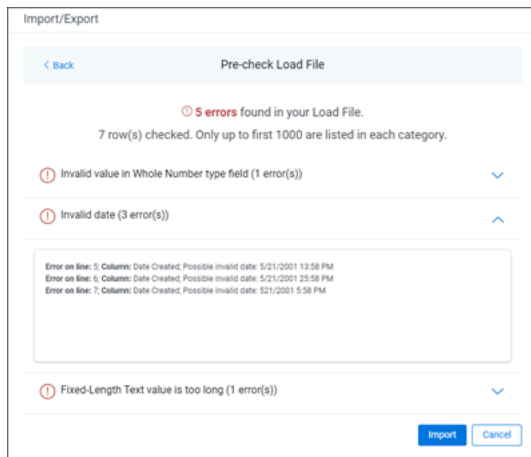 Import/Export
Back
Pre-check Load File
5 errors found in your Load File.
7 row(s) checked. Only up to first 1000 are listed in each category.
Invalid value in Whole Number type field (1 error(s))
Invalid date (3 error(s))
Error on line: 5; Column: Date Created; Possible invalid date: 5/21/2001 13:58 PM
Error on line: 6; Column: Date Created; Possible invalid date: 5/21/2001 25:58 PM
Error on line: 7; Column: Date Created; Possible invalid date: 521/2001 5:58 PM
Fixed-Length Text value is too long (1 error(s))
Import
Cancel